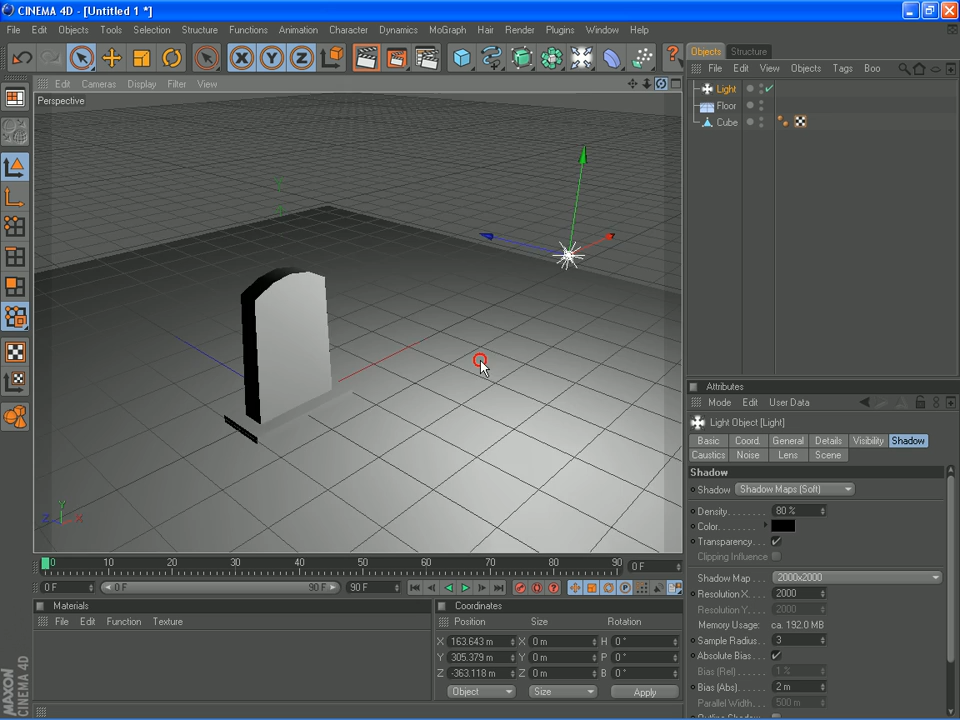 CINEMA 4D - [Untitled 1 *]
File Edit Objects Tools Selection Structure Functions Animation Character Dynamics MoGraph Hair Render Plugins Window Help
X Y Z
Objects Structure
File Edit View Objects Tags Boo
Edit Cameras Display Filter View
Perspective
Light
Floor
Cube
Y
Z X
Attributes
Mode Edit User Data
Light Object [Light]
Basic Coord. General Details Visibility Shadow
Caustics Noise Lens Scene
Shadow
Shadow Shadow Maps (Soft)
Density 80 %
Color
Transparency
Clipping Influence
Shadow Map 2000x2000
Resolution X 2000
Resolution Y 2000
Memory Usage: ca. 192.0 MB
Sample Radius 3
Absolute Bias
Bias (Rel) 1 %
Bias (Abs) 2 m
Parallel Width 500 m
0 10 20 30 40 50 60 70 80 90 0 F
0 F 0 F 90 F 90 F
Materials
File Edit Function Texture
Coordinates
Position Size Rotation
X 163.643 m X 0 m H 0 °
Y 305.379 m Y 0 m P 0 °
Z -363.118 m Z 0 m B 0 °
Object Size Apply
MAXON
CINEMA 4D